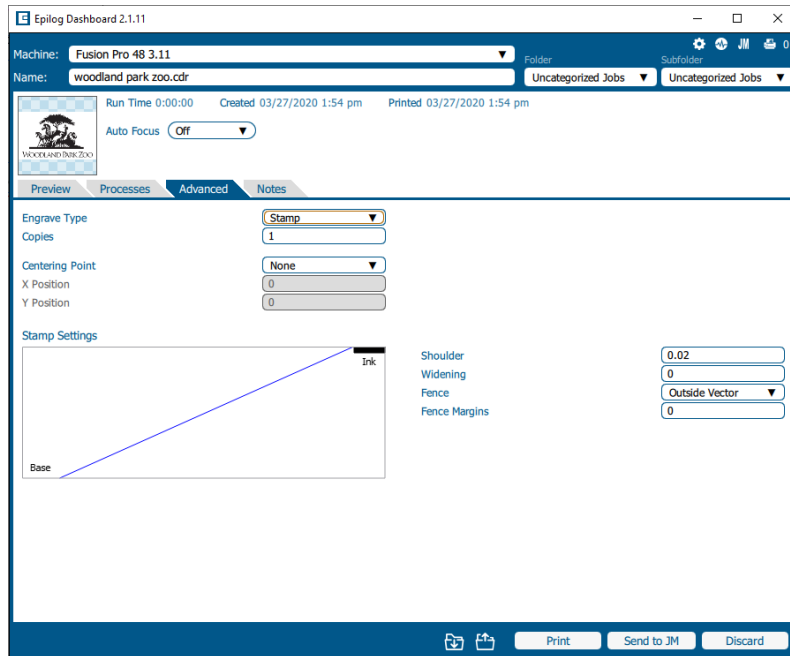 Epilog Dashboard 2.1.11
JM 0
Machine: Fusion Pro 48 3.11 Folder Subfolder
Name: woodland park zoo.cdr Uncategorized Jobs Uncategorized Jobs
Run Time 0:00:00 Created 03/27/2020 1:54 pm Printed 03/27/2020 1:54 pm
Auto Focus Off
WOODLAND PARK ZOO
Preview Processes Advanced Notes
Engrave Type Stamp
Copies 1
Centering Point None
X Position 0
Y Position 0
Stamp Settings
Ink
Base
Shoulder 0.02
Widening 0
Fence Outside Vector
Fence Margins 0
Print Send to JM Discard